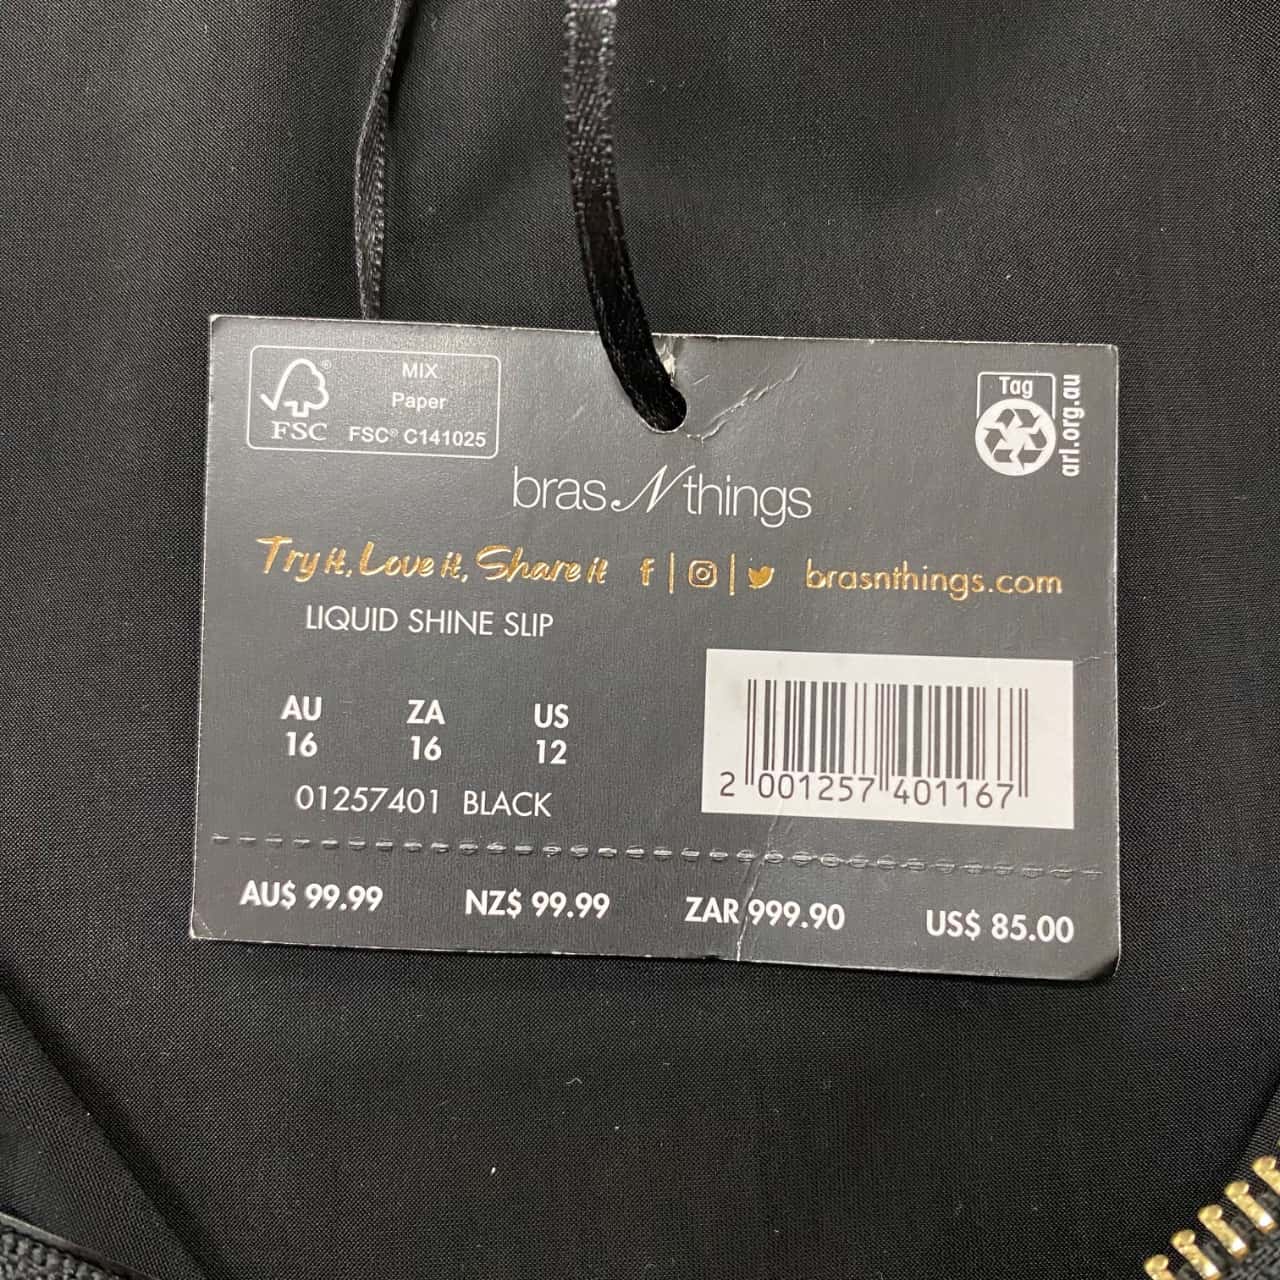 MIX
Paper
FSC® C141025
FSC
Tag
arl.org.au
bras N things
Try it, Love it, Share it f | | brasnthings.com
LIQUID SHINE SLIP
AU ZA US
16 16 12
01257401 BLACK
2 001257 401167
AU$ 99.99 NZ$ 99.99 ZAR 999.90 US$ 85.00